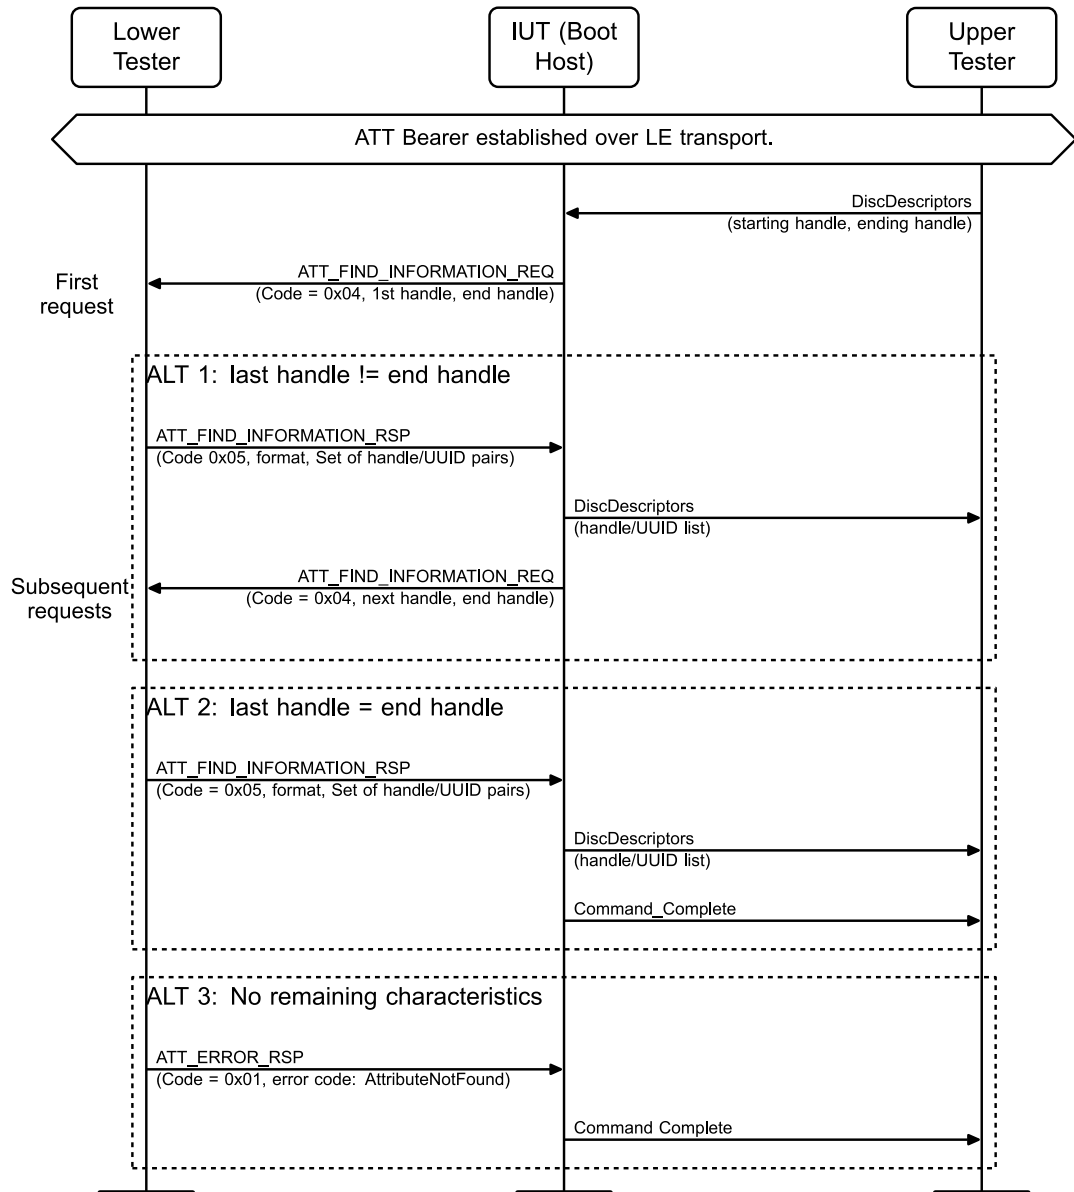 Lower
Tester
IUT (Boot
Host)
Upper
Tester
ATT Bearer established over LE transport.
DiscDescriptors
(starting handle, ending handle)
First
request
ATT_FIND_INFORMATION_REQ
(Code = 0x04, 1st handle, end handle)
ALT 1: last handle != end handle
ATT_FIND_INFORMATION_RSP
(Code 0x05, format, Set of handle/UUID pairs)
DiscDescriptors
(handle/UUID list)
Subsequent
requests
ATT_FIND_INFORMATION_REQ
(Code = 0x04, next handle, end handle)
ALT 2: last handle = end handle
ATT_FIND_INFORMATION_RSP
(Code = 0x05, format, Set of handle/UUID pairs)
DiscDescriptors
(handle/UUID list)
Command_Complete
ALT 3: No remaining characteristics
ATT_ERROR_RSP
(Code = 0x01, error code: AttributeNotFound)
Command Complete